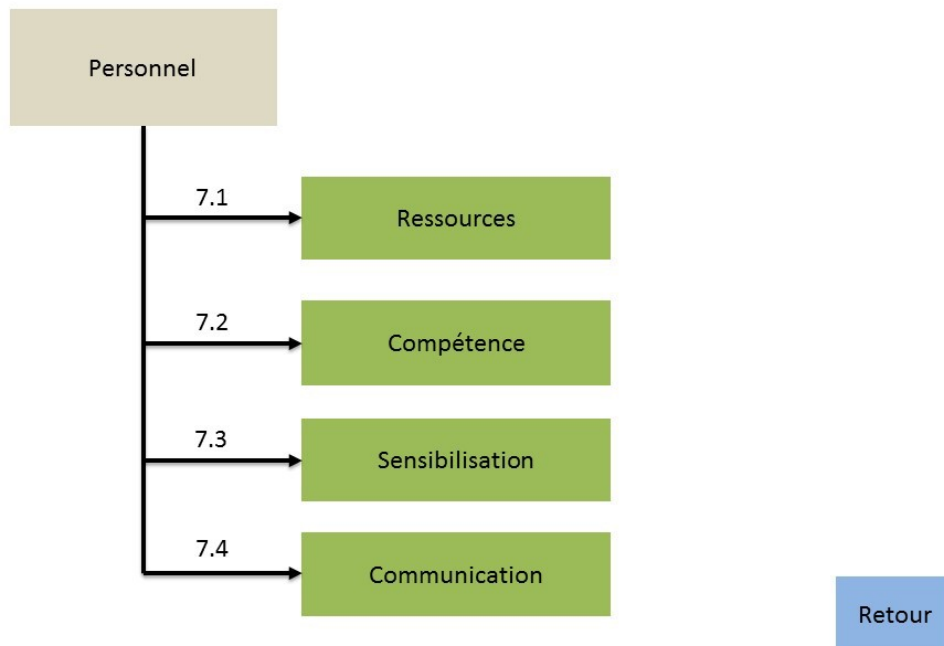 Personnel
7.1
Ressources
7.2
Compétence
7.3
Sensibilisation
7.4
Communication
Retour